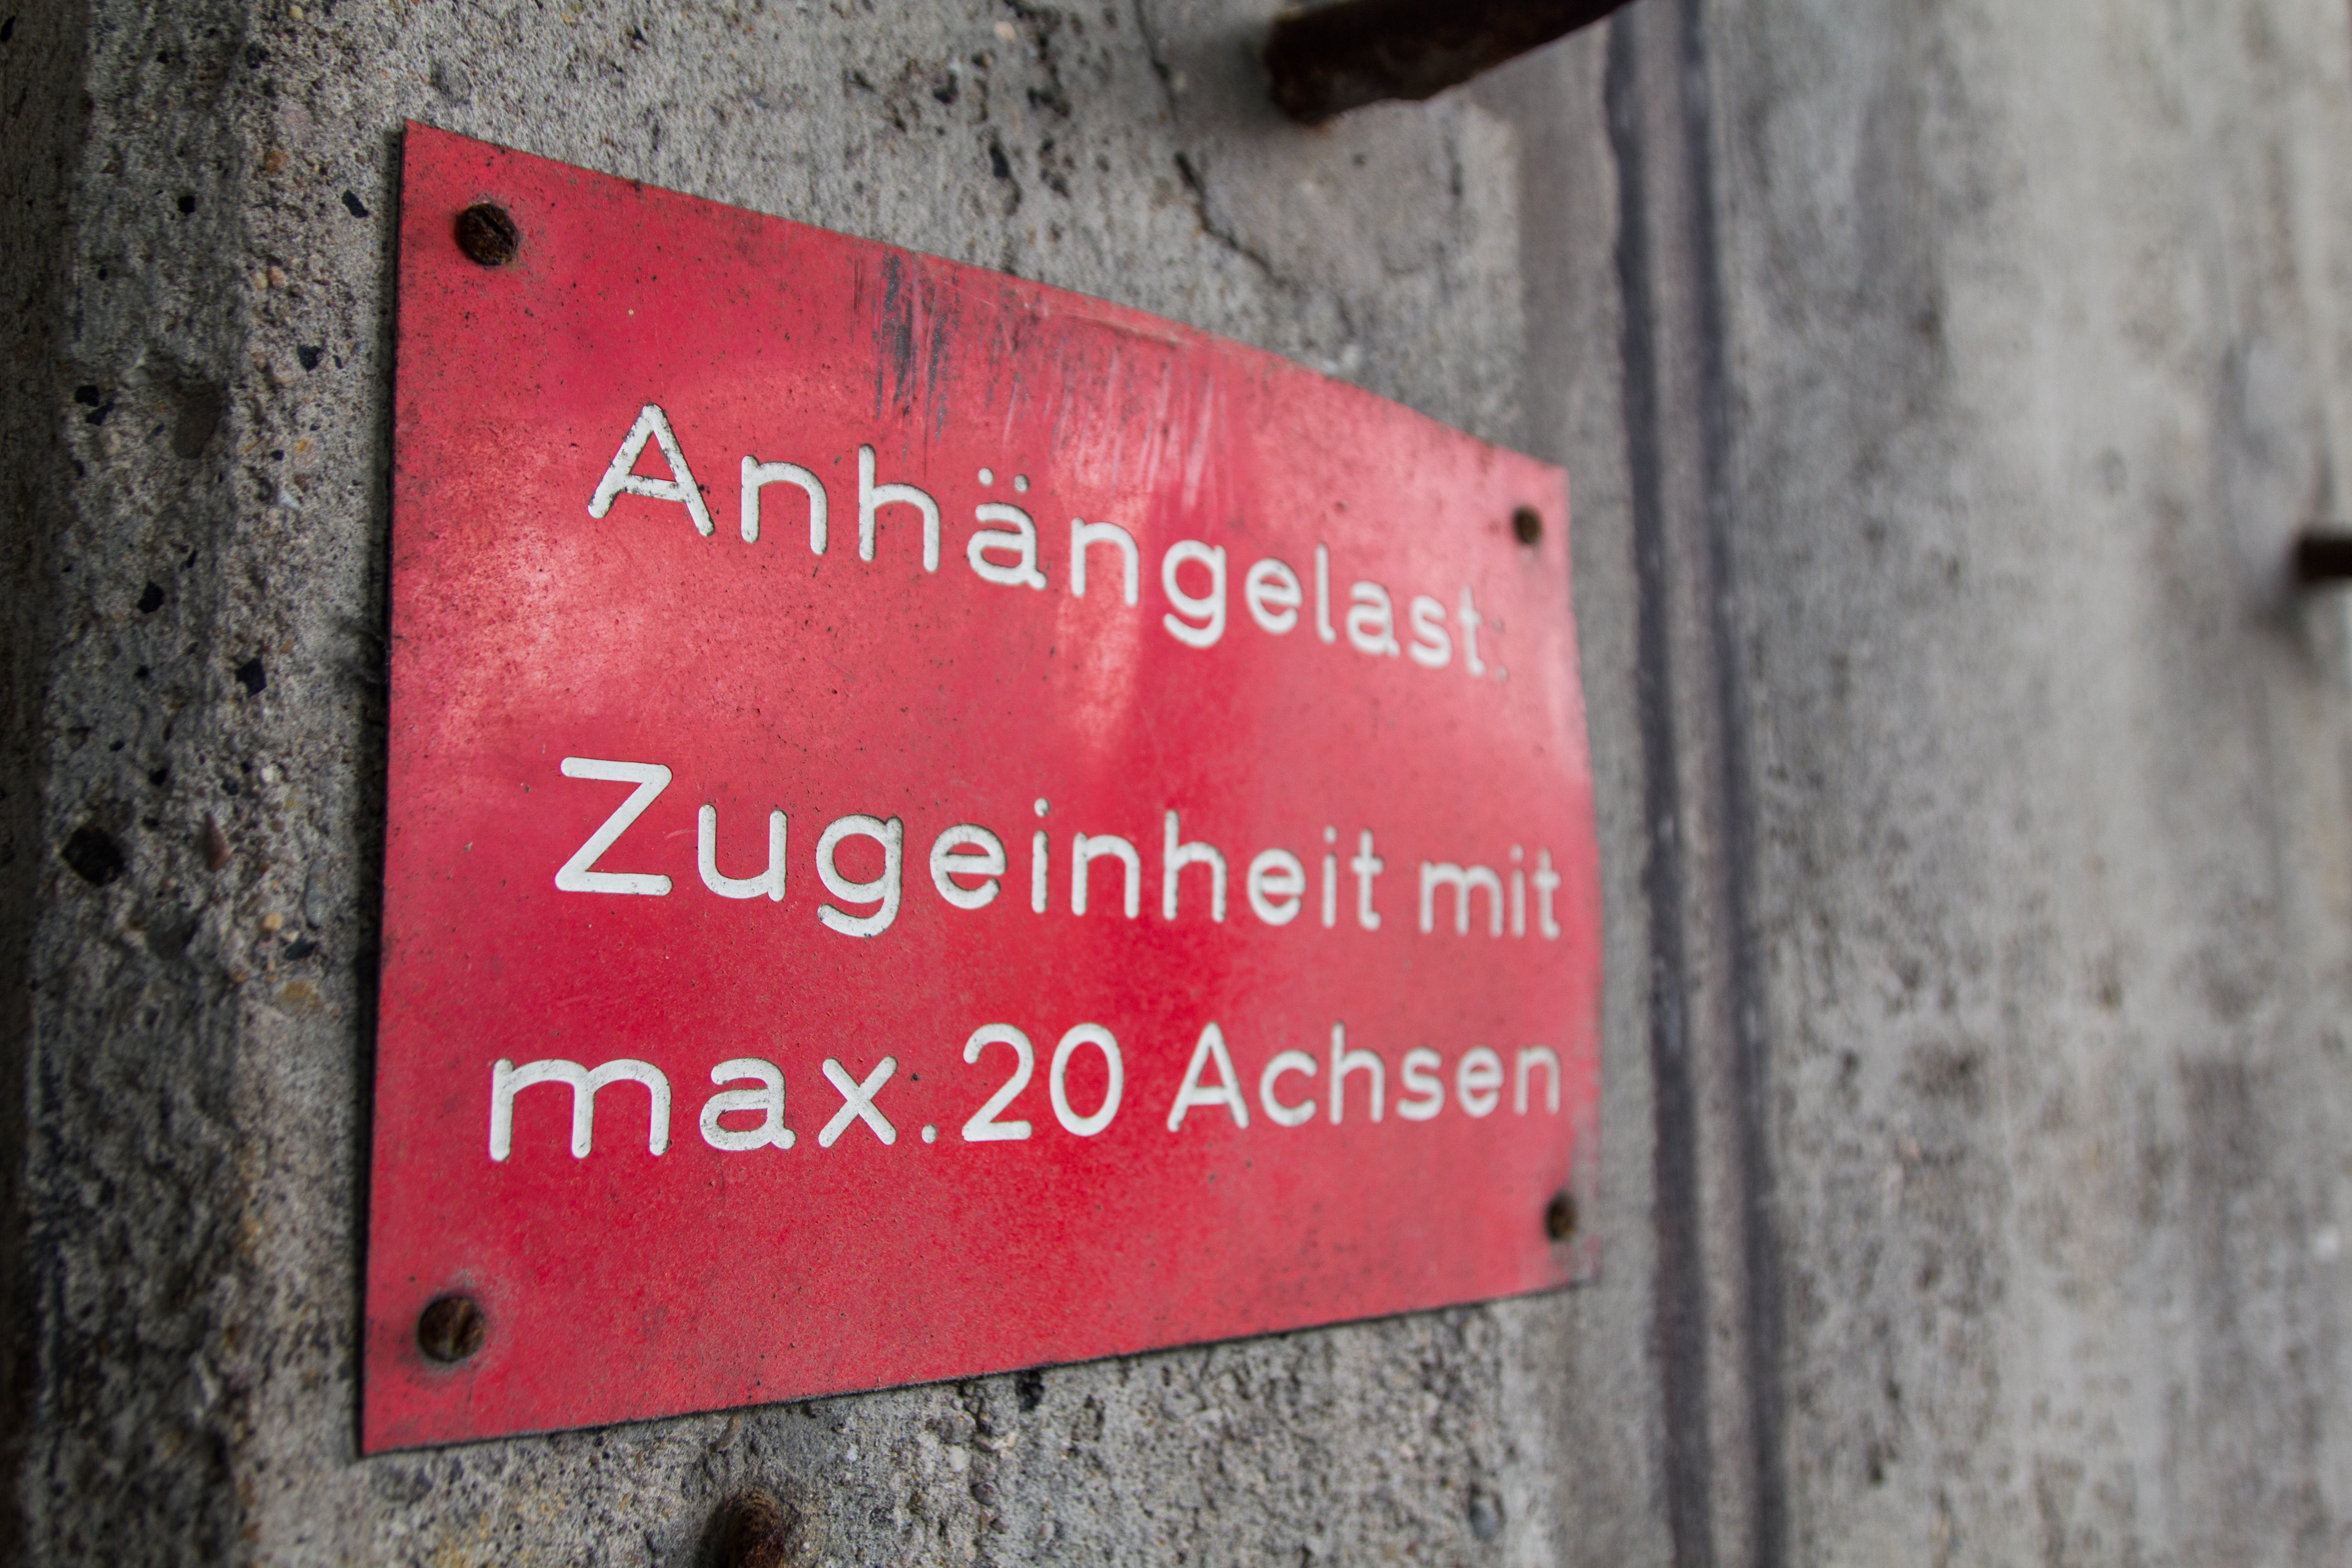 Anhängelast:
Zugeinheit mit
max. 20 Achsen